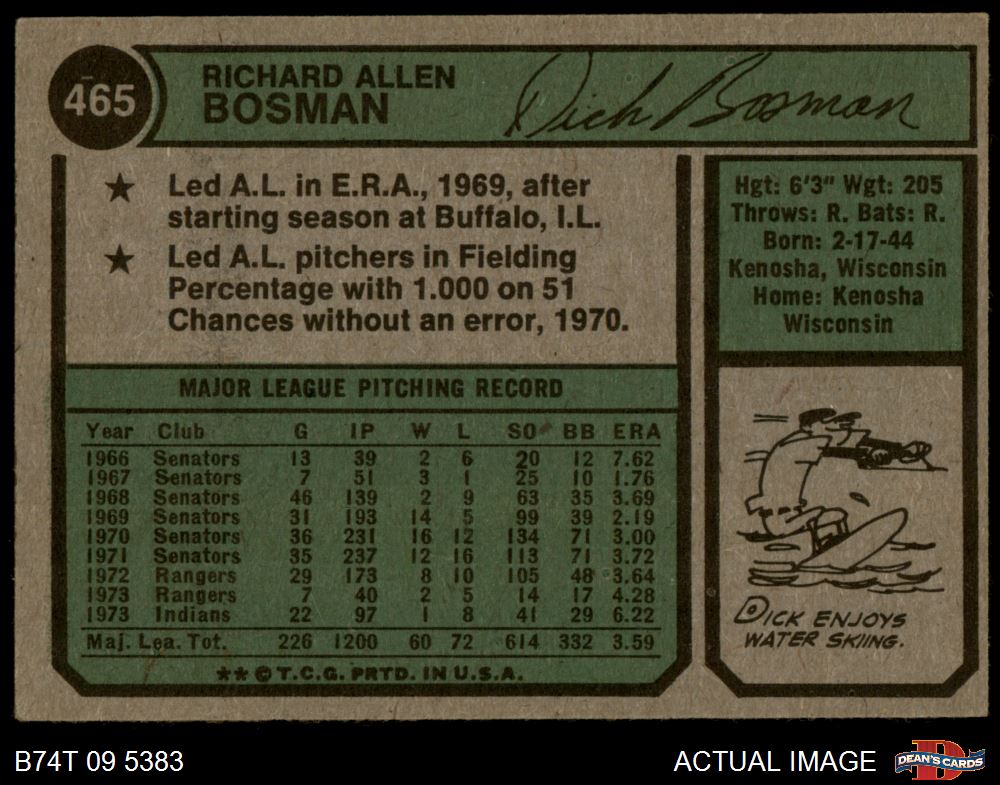 465
RICHARD ALLEN
BOSMAN
Dick Bosman
★ Led A.L. in E.R.A., 1969, after
starting season at Buffalo, I.L.
★ Led A.L. pitchers in Fielding
Percentage with 1.000 on 51
Chances without an error, 1970.
Hgt: 6'3" Wgt: 205
Throws: R. Bats: R.
Born: 2-17-44
Kenosha, Wisconsin
Home: Kenosha
Wisconsin
MAJOR LEAGUE PITCHING RECORD
Year Club G IP W L SO BB ERA
1966 Senators 13 39 2 6 20 12 7.62
1967 Senators 7 51 3 1 25 10 1.76
1968 Senators 46 139 2 9 63 35 3.69
1969 Senators 31 193 14 5 99 39 2.19
1970 Senators 36 231 16 12 134 71 3.00
1971 Senators 35 237 12 16 113 71 3.72
1972 Rangers 29 173 8 10 105 48 3.64
1973 Rangers 7 40 2 5 14 17 4.28
1973 Indians 22 97 1 8 41 29 6.22
Maj. Lea. Tot. 226 1200 60 72 614 332 3.59
**©T.C.G. PRTD. IN U.S.A.
DICK ENJOYS
WATER SKIING.
B74T 09 5383
ACTUAL IMAGE
DEAN'S CARDS